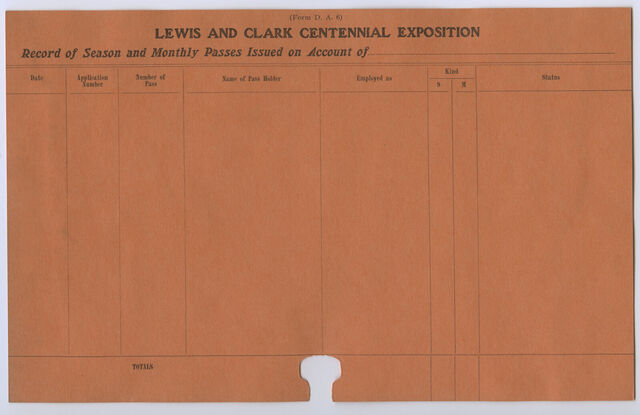 (Form D. A. 6)
LEWIS AND CLARK CENTENNIAL EXPOSITION
Record of Season and Monthly Passes Issued on Account of
Date
Application
Number
Number of
Pass
Name of Pass Holder
Employed as
Kind
S
M
Status
TOTALS